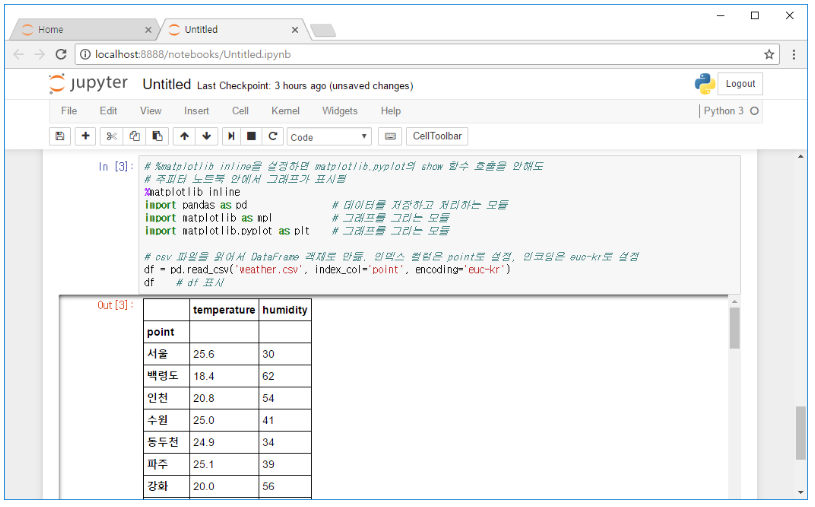 Home
Untitled
localhost:8888/notebooks/Untitled.ipynb
jupyter Untitled Last Checkpoint: 3 hours ago (unsaved changes)
Logout
File Edit View Insert Cell Kernel Widgets Help
Python 3
Code
CellToolbar
In [3]:
# %matplotlib inline을 설정하면 matplotlib.pyplot의 show 함수 호출을 안해도
# 주피터 노트북 안에서 그래프가 표시됨
%matplotlib inline
import pandas as pd # 데이터를 저장하고 처리하는 모듈
import matplotlib as mpl # 그래프를 그리는 모듈
import matplotlib.pyplot as plt # 그래프를 그리는 모듈
# csv 파일을 읽어서 DataFrame 객체로 만듦. 인덱스 컬럼은 point로 설정, 인코딩은 euc-kr로 설정
df = pd.read_csv('weather.csv', index_col='point', encoding='euc-kr')
df # df 표시
Out[3]:
temperature humidity
point
서울 25.6 30
백령도 18.4 62
인천 20.8 54
수원 25.0 41
동두천 24.9 34
파주 25.1 39
강화 20.0 56